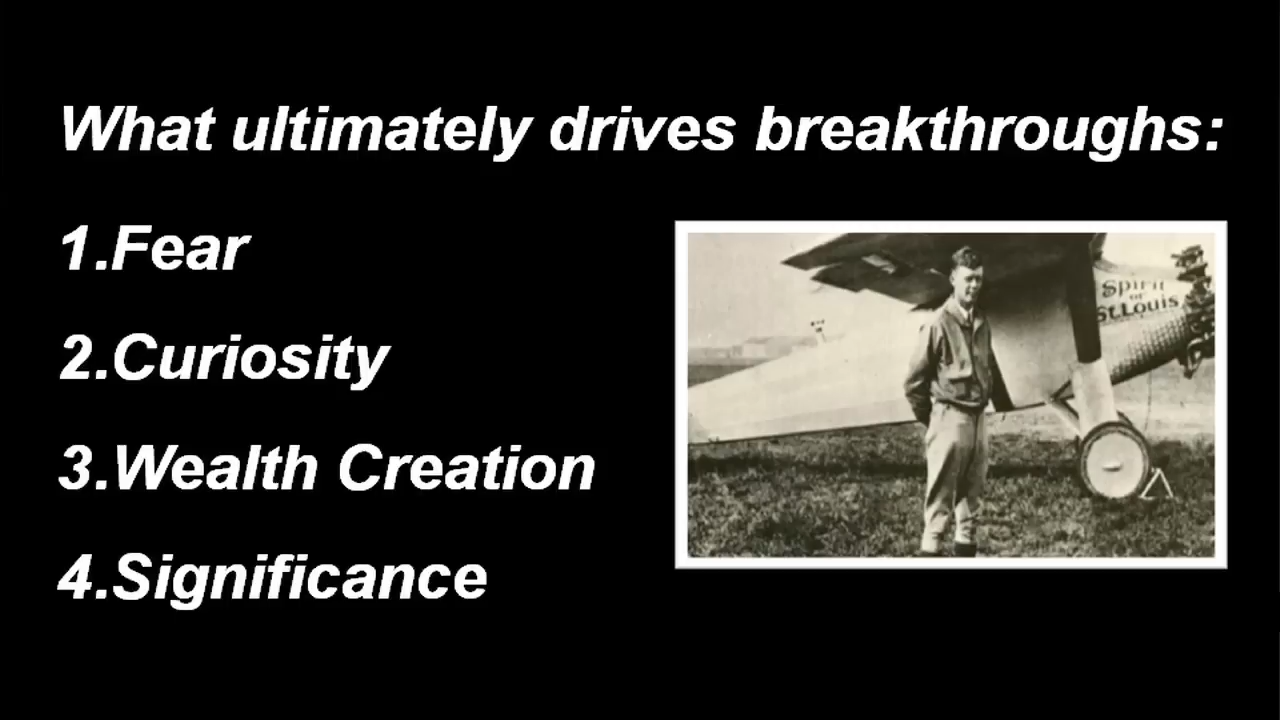 What ultimately drives breakthroughs:
1.Fear
2.Curiosity
3.Wealth Creation
4.Significance
Spirit
OF
St.Louis